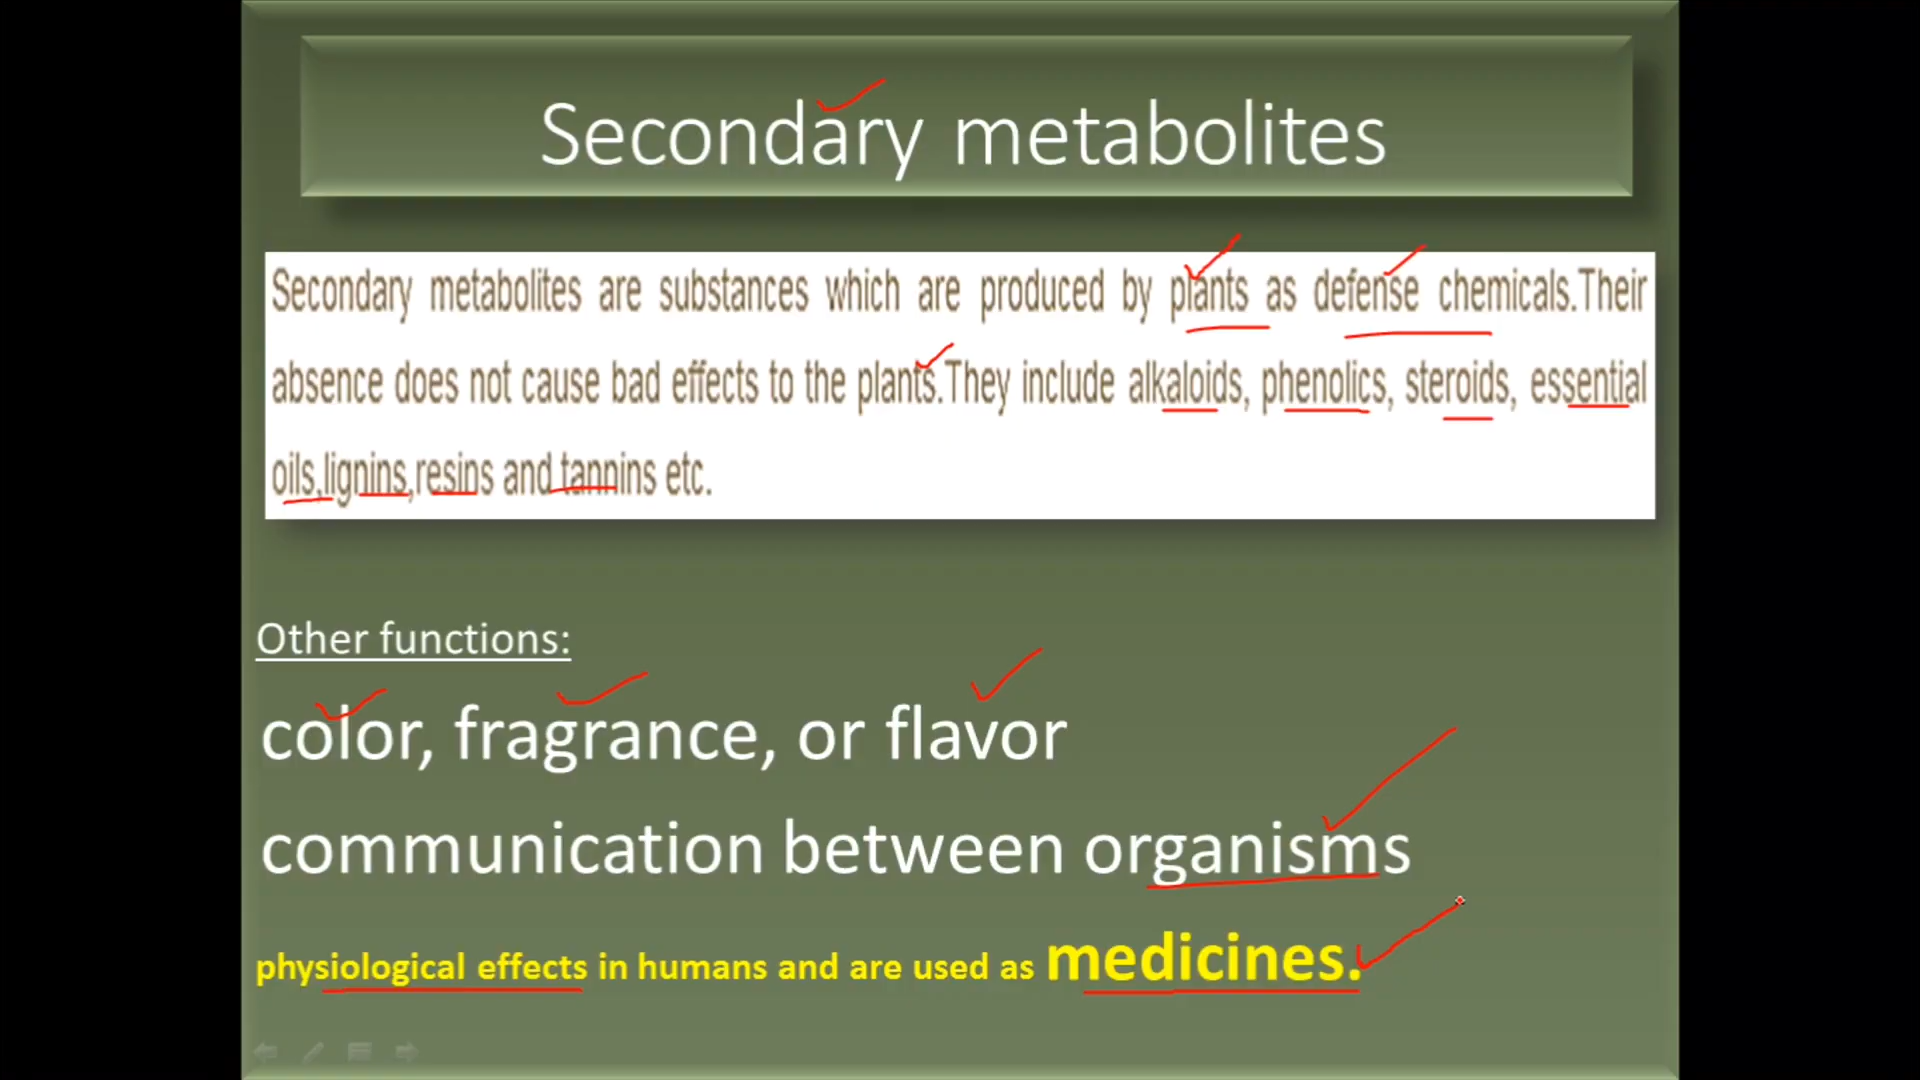 Secondary metabolites
Secondary metabolites are substances which are produced by plants as defense chemicals.Their
absence does not cause bad effects to the plants.They include alkaloids, phenolics, steroids, essential
oils,lignins,resins and tannins etc.
Other functions:
color, fragrance, or flavor
communication between organisms
physiological effects in humans and are used as medicines.